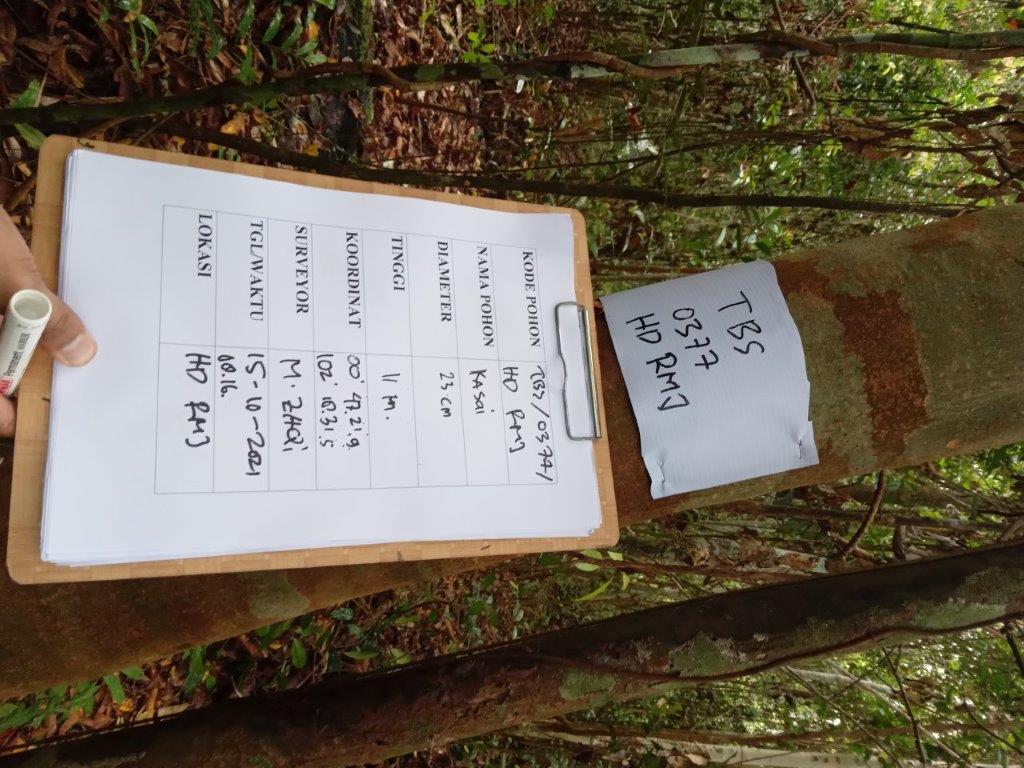 TBS
0377
HD RMJ
KODE POHON TBS/0377/
HD RMJ
NAMA POHON KASAi
DIAMETER 23 cm
TINGGI 11 m.
KOORDINAT 00° 47.21.9
102° 18.31.5
SURVEYOR M. ZAQi
TGL/WAKTU 15-10-2021
08.16.
LOKASI HD RMJ
Permanent